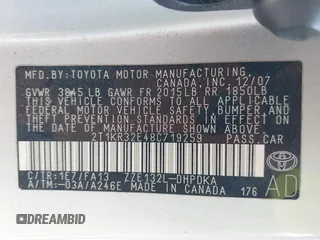 MFD.BY:TOYOTA MOTOR MANUFACTURING,
CANADA, INC. 12/07
GVWR 3845LB GAWR FR 2015LB RR 1850LB
THIS VEHICLE CONFORMS TO ALL APPLICABLE
FEDERAL MOTOR VEHICLE SAFETY, BUMPER, AND
THEFT PREVENTION STANDARDS IN EFFECT ON
THE DATE OF MANUFACTURE SHOWN ABOVE.
2T1KR32E48C719259 PASS.CAR
C/TR:1E7/FA13 ZZE132L-DHPDKA
A/TM:-03A/A246E MADE IN CANADA 176
AD
DCARFROMJAPAN